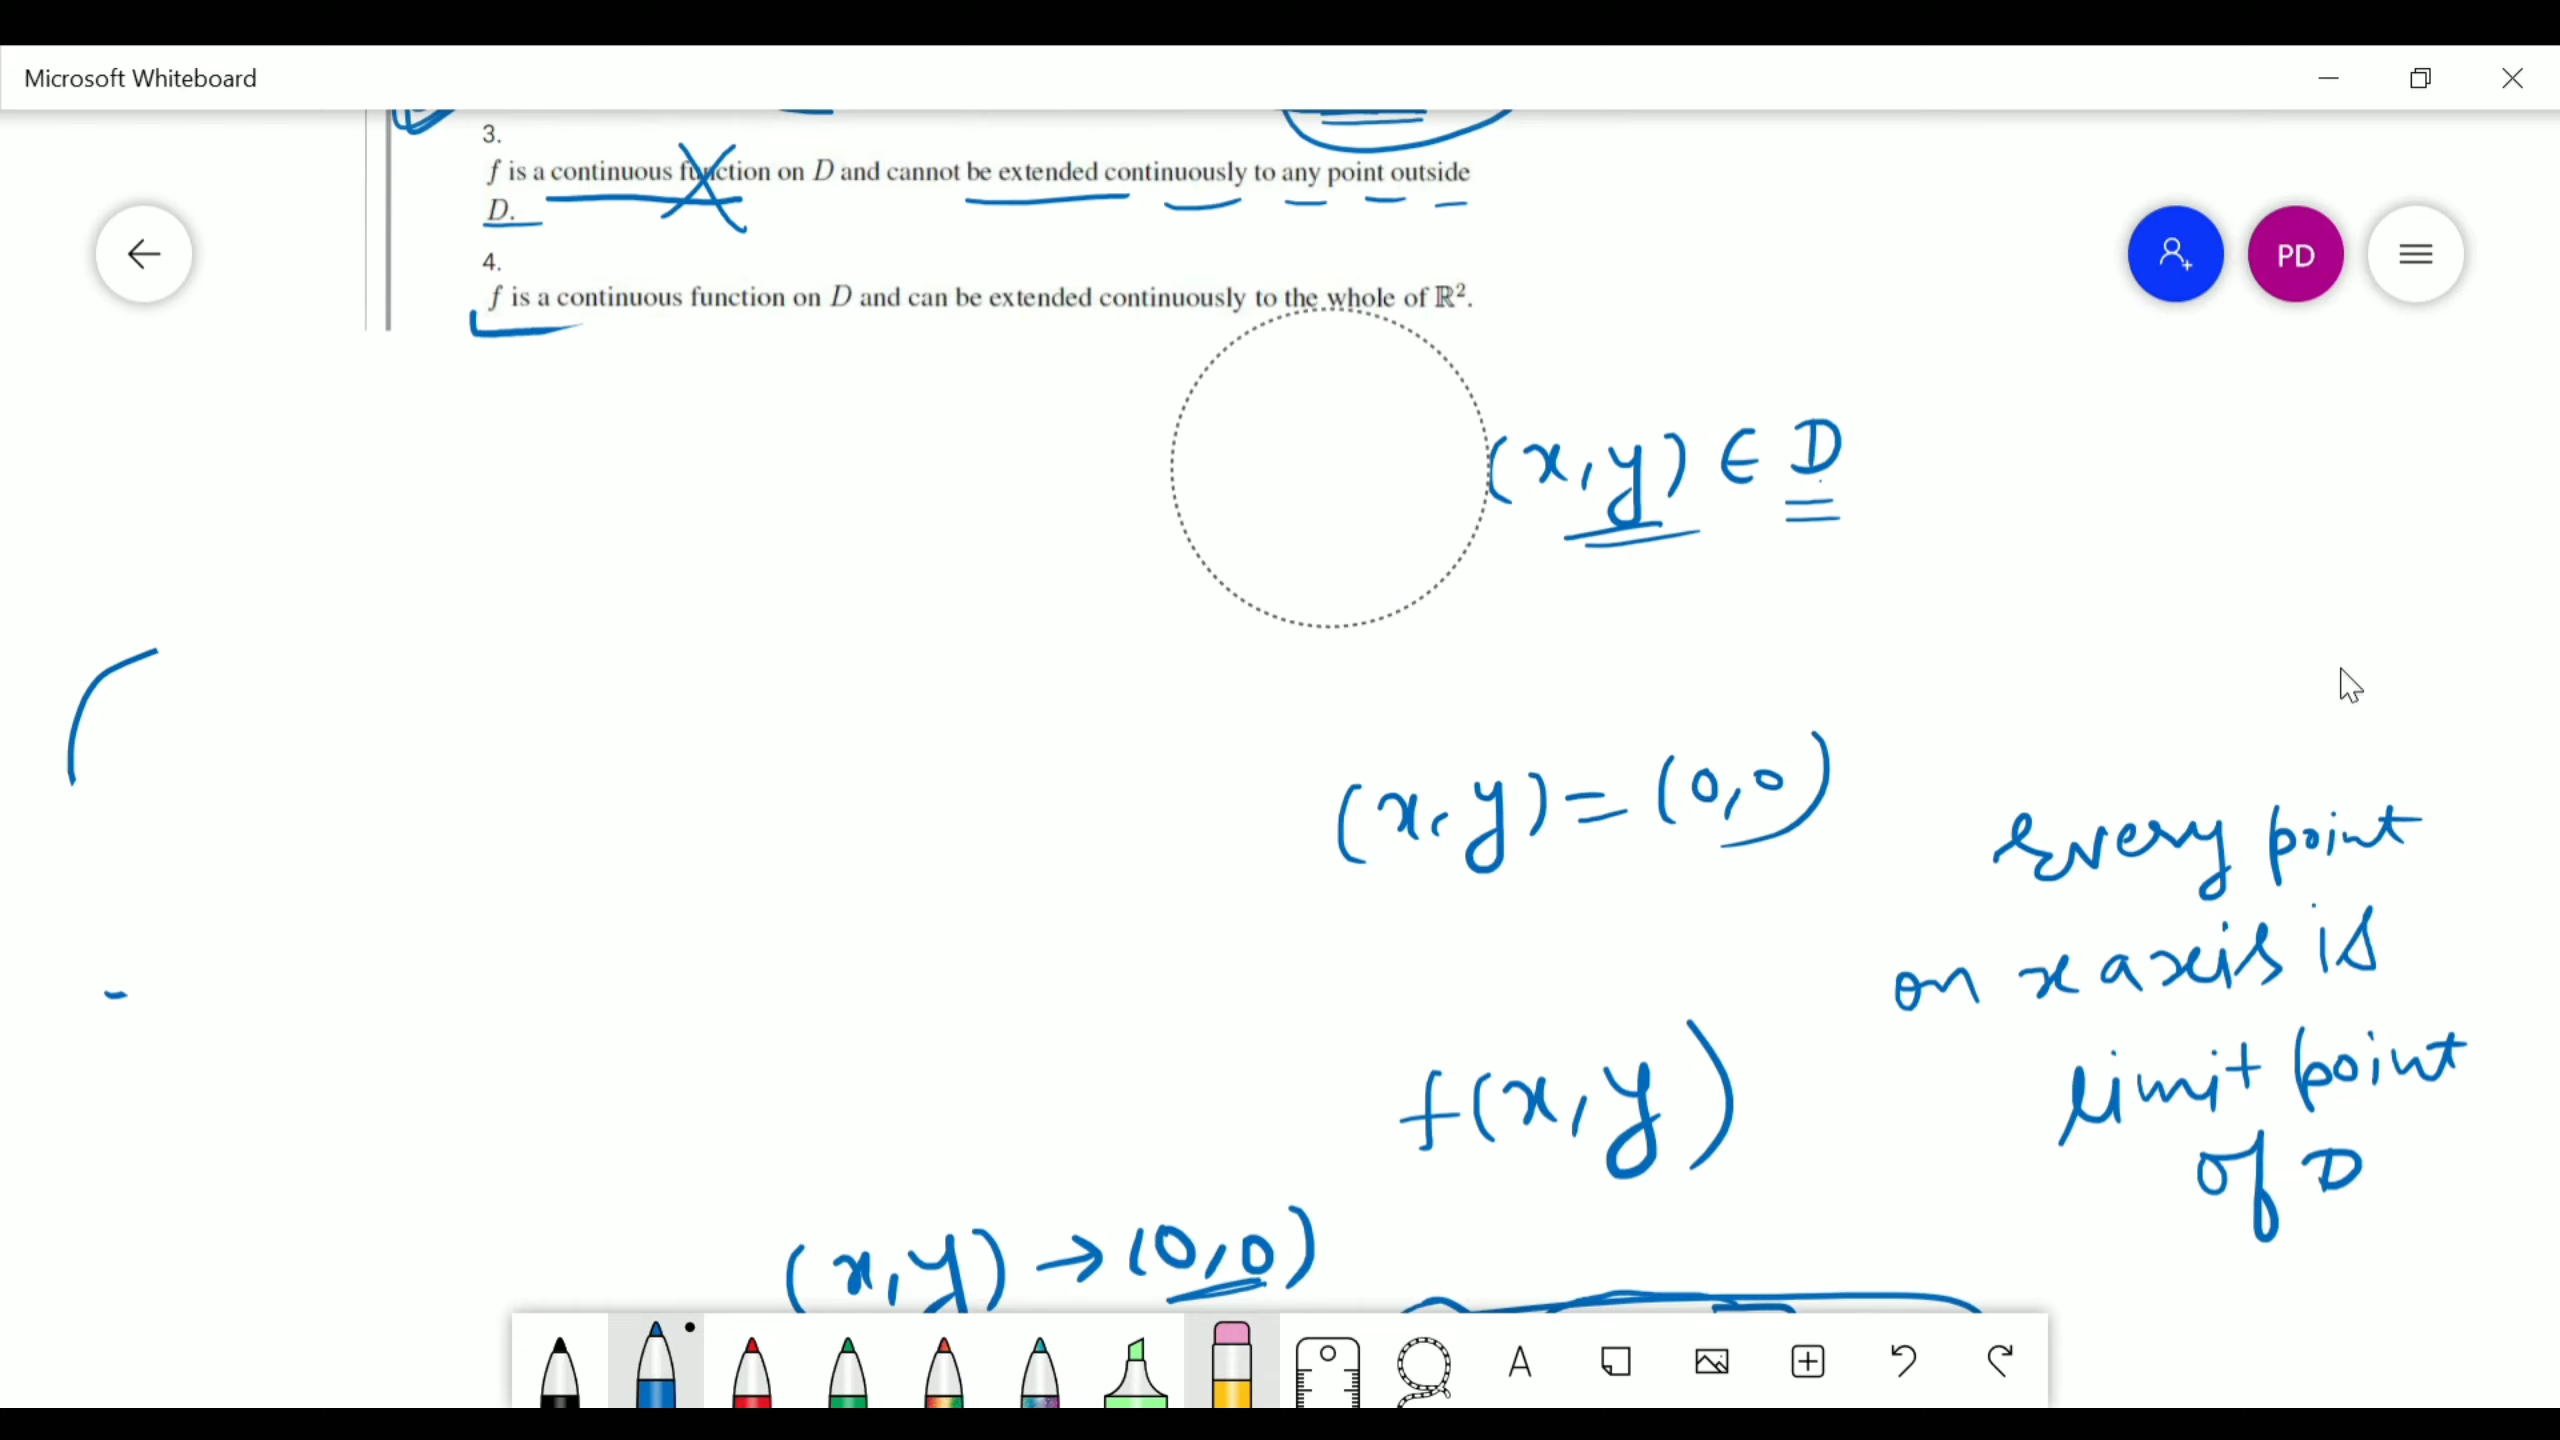 Microsoft Whiteboard
3.
f is a continuous function on D and cannot be extended continuously to any point outside
D.
PD
4.
f is a continuous function on D and can be extended continuously to the whole of ℝ².
(x,y) ∈ D
(x,y) = (0,0)
Every point
on x axis is
limit point
of D
f(x,y)
(x,y) → (0,0)
A